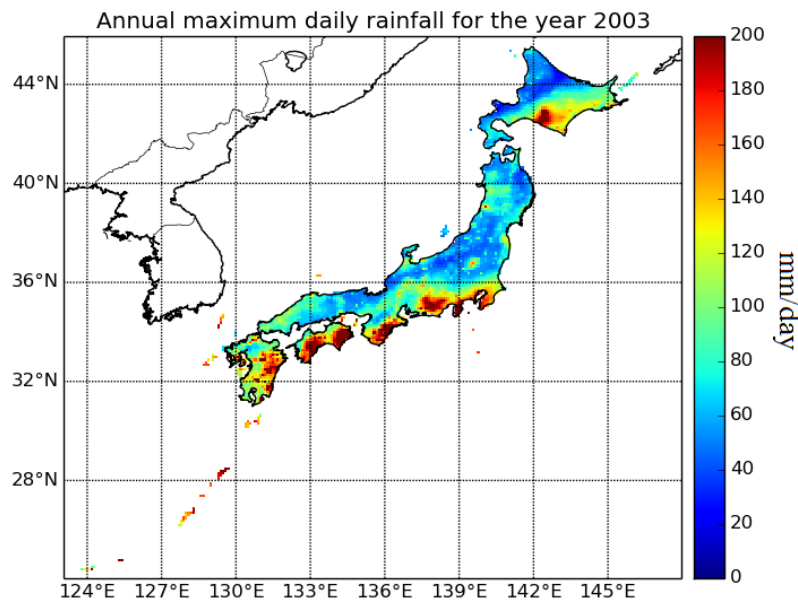 Annual maximum daily rainfall for the year 2003
44°N
40°N
36°N
32°N
28°N
124°E 127°E 130°E 133°E 136°E 139°E 142°E 145°E
200
180
160
140
120
100
80
60
40
20
0
mm/day